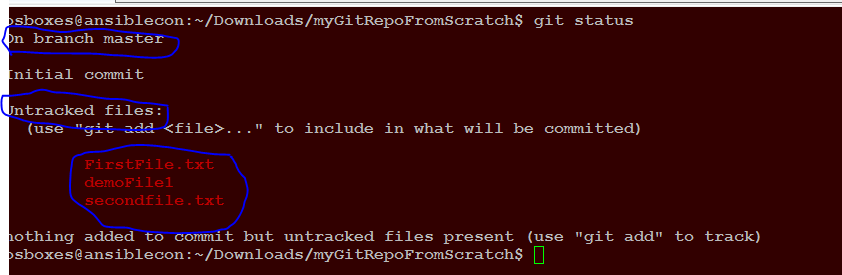 osboxes@ansiblecon:~/Downloads/myGitRepoFromScratch$ git status
On branch master
Initial commit
Untracked files:
(use "git add <file>..." to include in what will be committed)
FirstFile.txt
demoFile1
secondfile.txt
nothing added to commit but untracked files present (use "git add" to track)
osboxes@ansiblecon:~/Downloads/myGitRepoFromScratch$